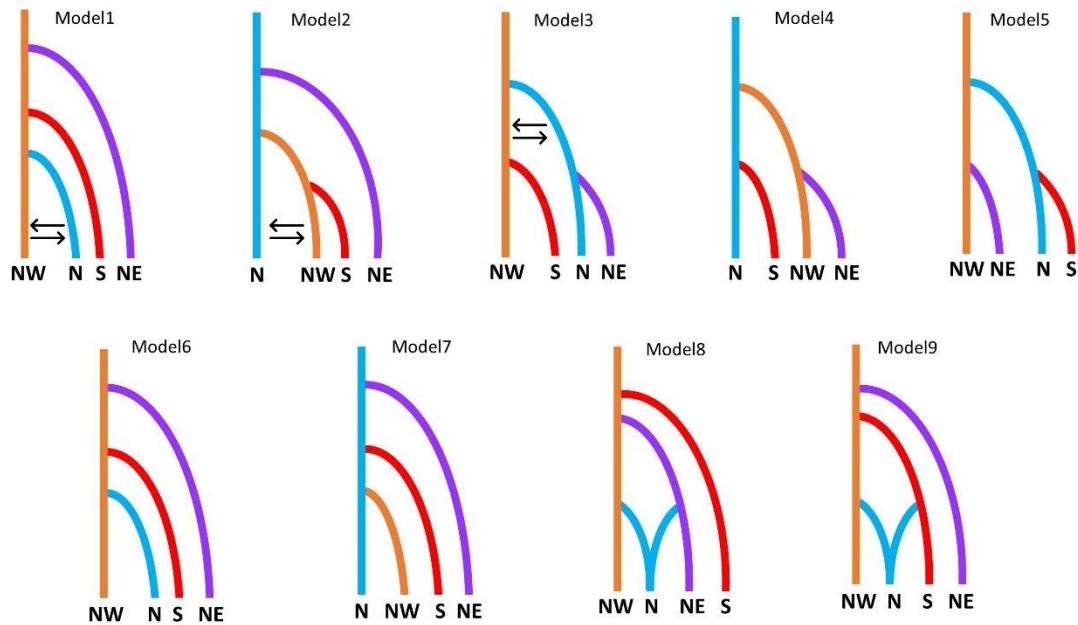 Model1 Model2 Model3 Model4 Model5
NW N S NE N NW S NE NW S N NE N S NW NE NW NE N S
Model6 Model7 Model8 Model9
NW N S NE N NW S NE NW N NE S NW N S NE